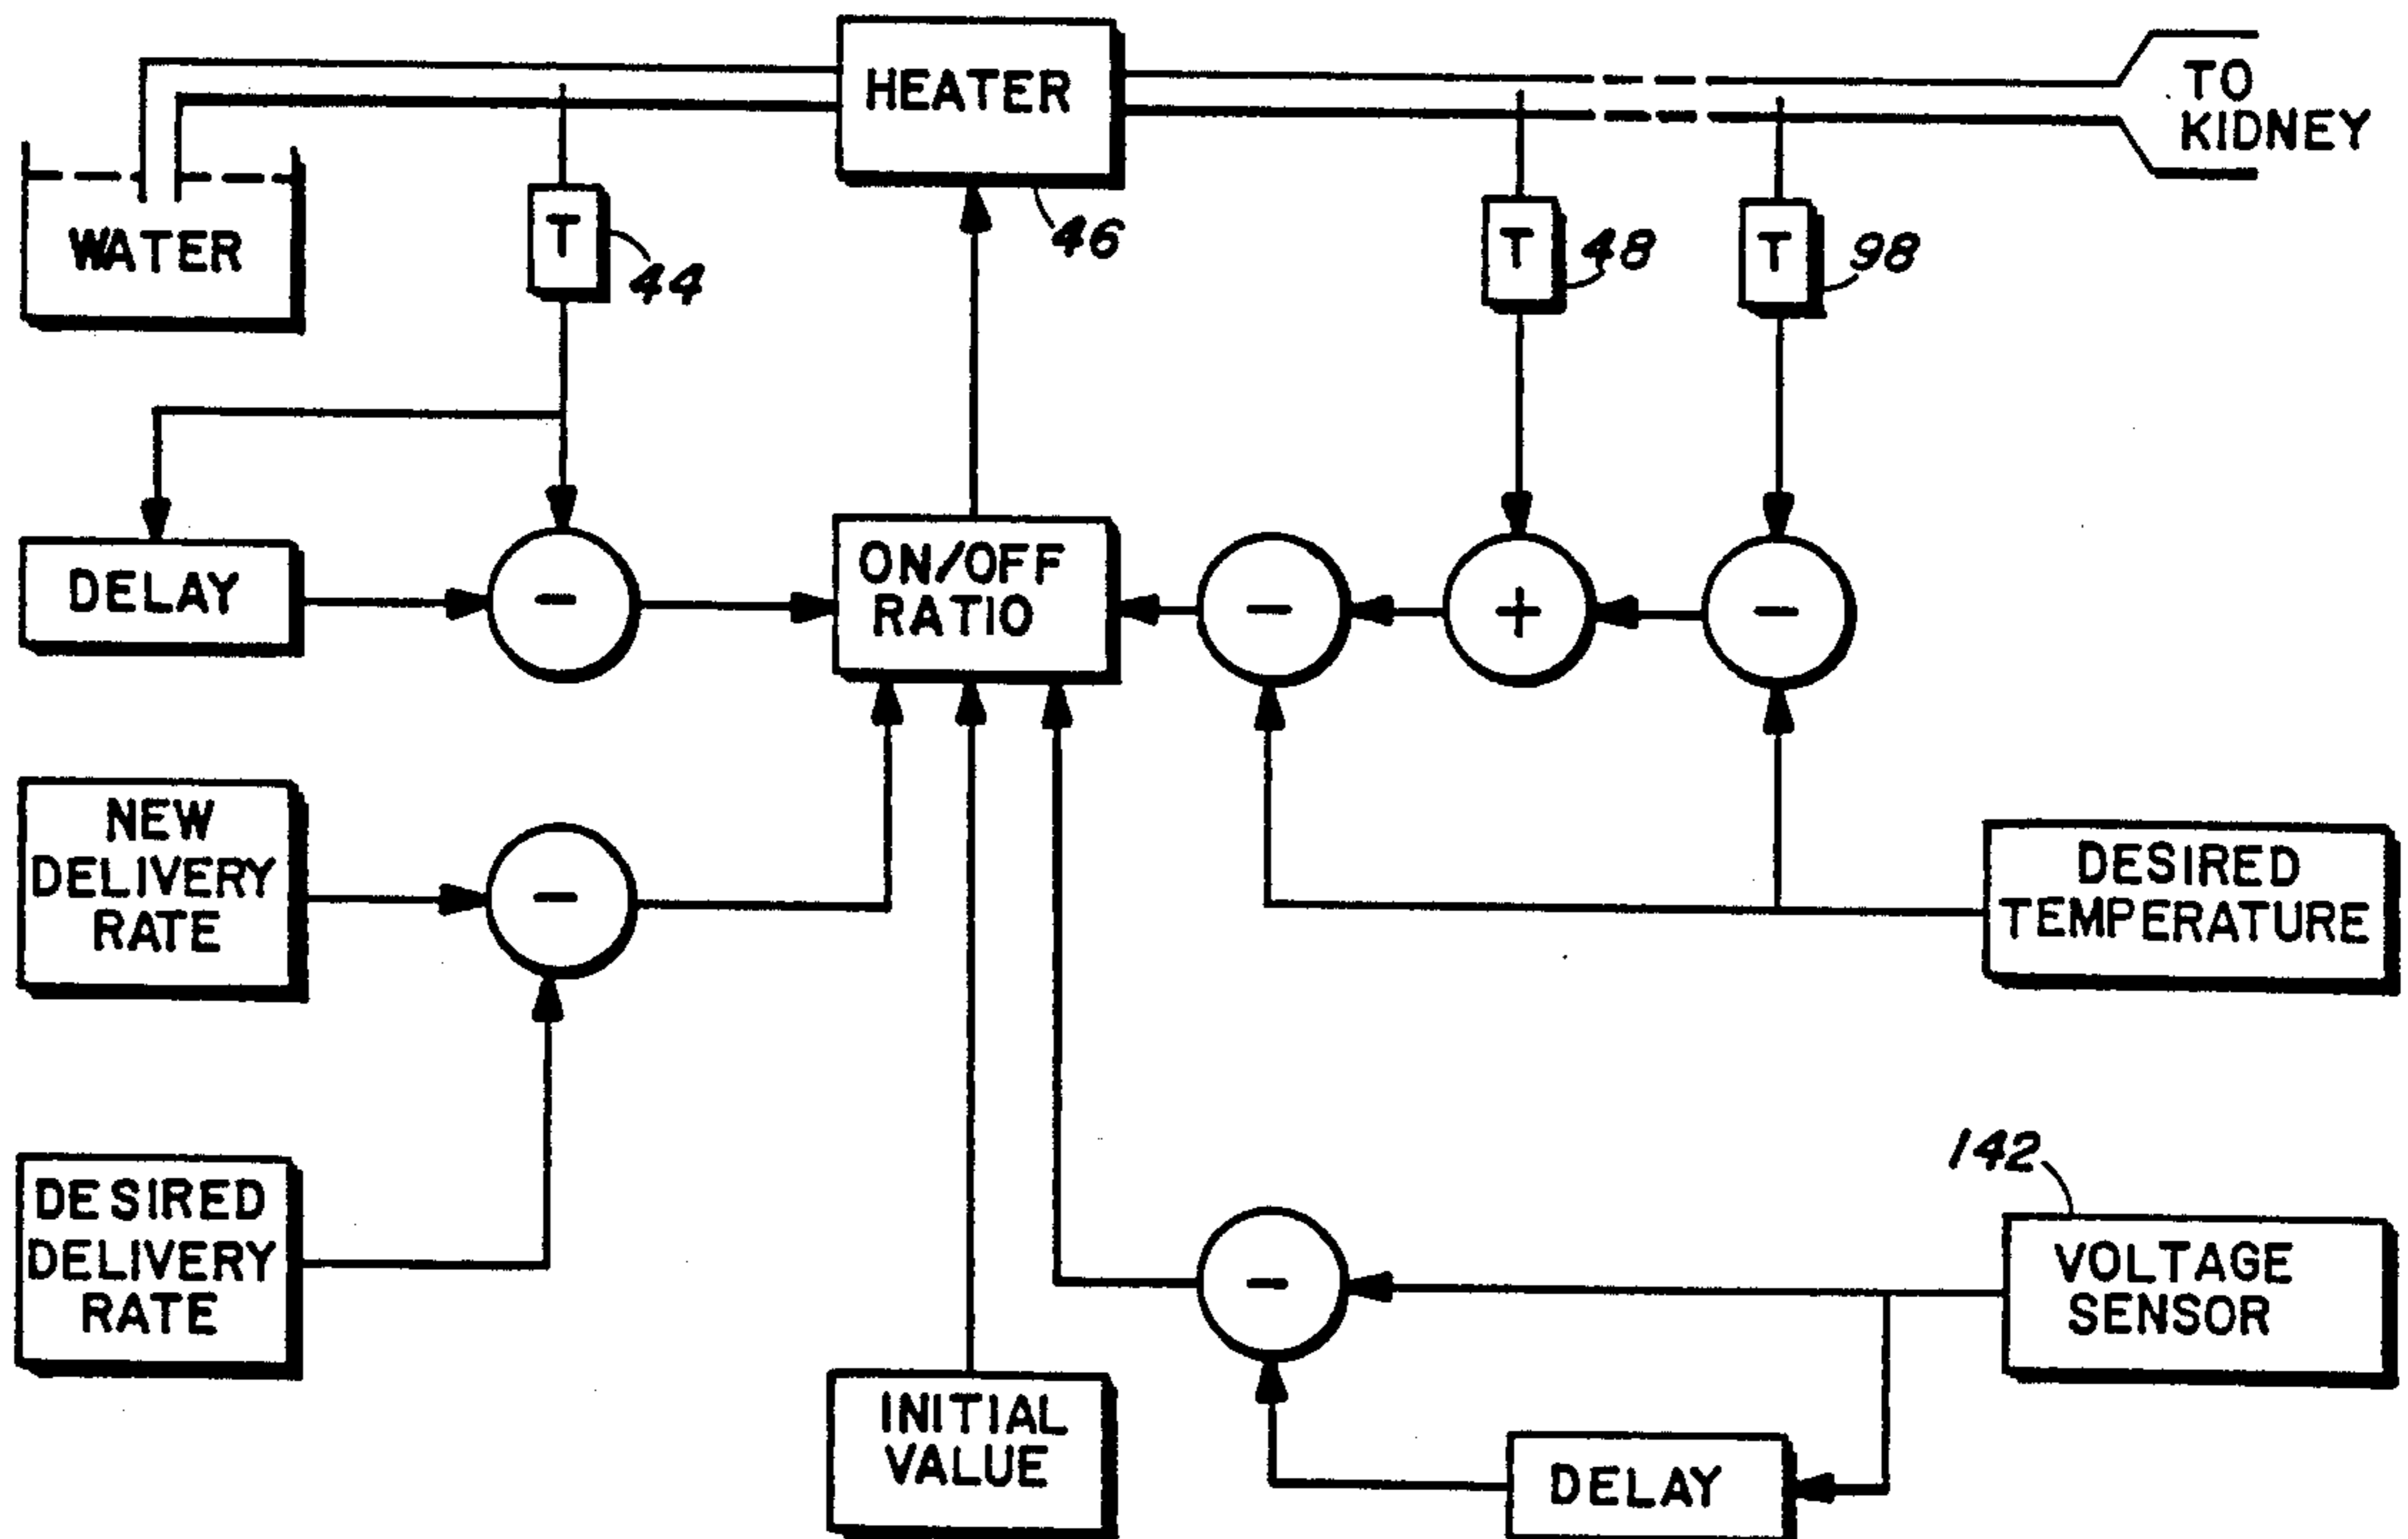 HEATER
TO
KIDNEY
WATER
T
44
46
T
48
T
98
DELAY
-
ON/OFF
RATIO
-
+
-
NEW
DELIVERY
RATE
-
DESIRED
TEMPERATURE
DESIRED
DELIVERY
RATE
142
-
VOLTAGE
SENSOR
INITIAL
VALUE
DELAY